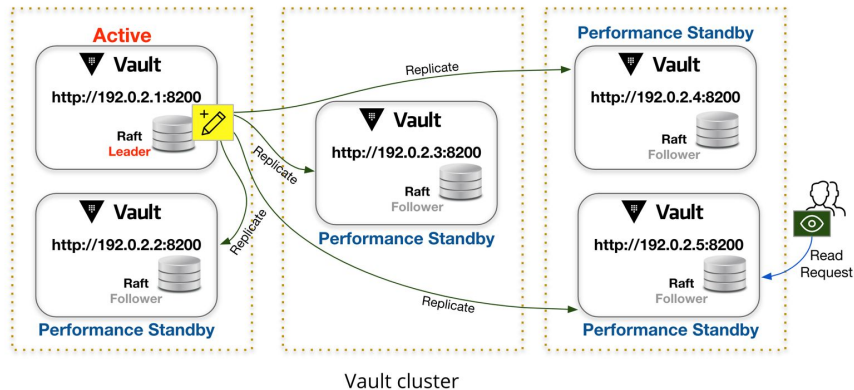 Active
Vault
http://192.0.2.1:8200
Raft
Leader
Vault
http://192.0.2.2:8200
Raft
Follower
Performance Standby
Replicate
Replicate
Replicate
Replicate
Vault
http://192.0.2.3:8200
Raft
Follower
Performance Standby
Performance Standby
Vault
http://192.0.2.4:8200
Raft
Follower
Vault
http://192.0.2.5:8200
Raft
Follower
Performance Standby
Read
Request
Vault cluster